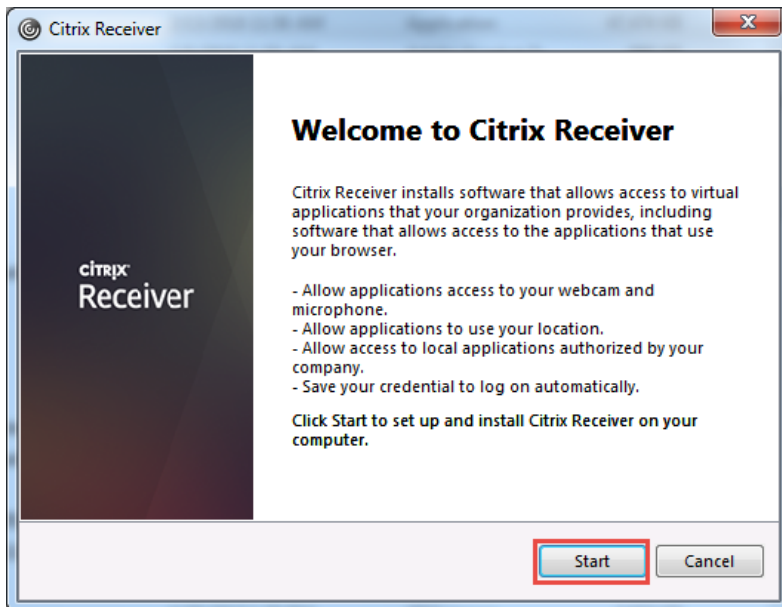 Citrix Receiver
Welcome to Citrix Receiver
Citrix Receiver installs software that allows access to virtual
applications that your organization provides, including
software that allows access to the applications that use
your browser.
- Allow applications access to your webcam and
microphone.
- Allow applications to use your location.
- Allow access to local applications authorized by your
company.
- Save your credential to log on automatically.
Click Start to set up and install Citrix Receiver on your
computer.
CİTRIX
Receiver
Start Cancel